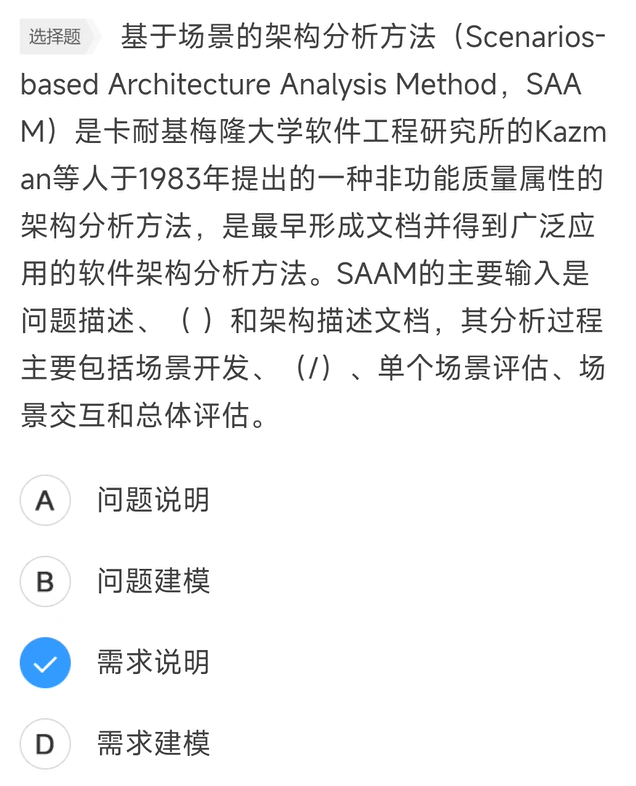 选择题 基于场景的架构分析方法（Scenarios-
based Architecture Analysis Method，SAA
M）是卡耐基梅隆大学软件工程研究所的Kazm
an等人于1983年提出的一种非功能质量属性的
架构分析方法，是最早形成文档并得到广泛应
用的软件架构分析方法。SAAM的主要输入是
问题描述、（ ）和架构描述文档，其分析过程
主要包括场景开发、（/）、单个场景评估、场
景交互和总体评估。
A 问题说明
B 问题建模
需求说明
D 需求建模